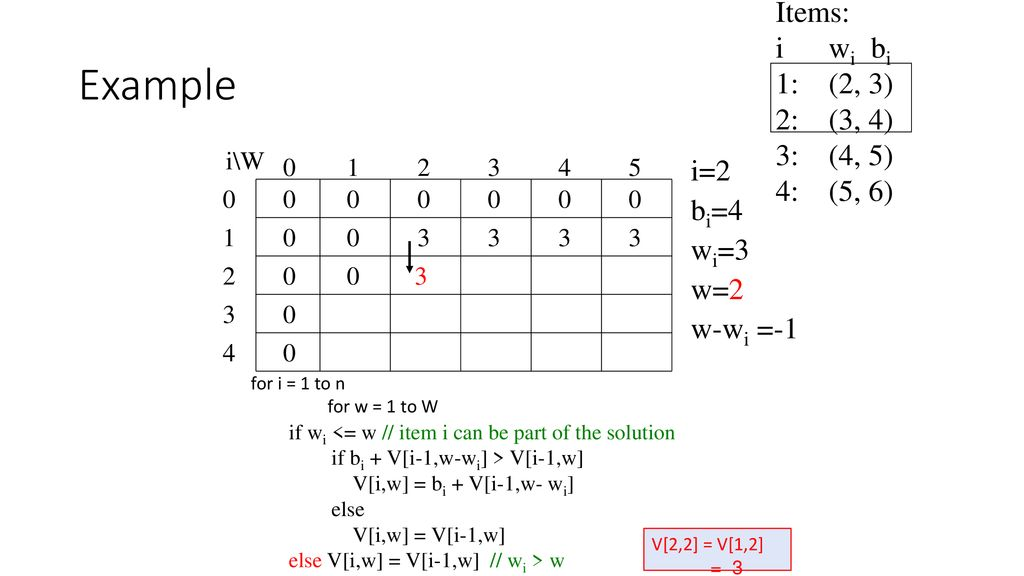 Items:
i wi bi
1: (2, 3)
2: (3, 4)
3: (4, 5)
4: (5, 6)
Example
i\W 0 1 2 3 4 5
0 0 0 0 0 0 0
1 0 0 3 3 3 3
2 0 0 3
3 0
4 0
i=2
bi=4
wi=3
w=2
w-wi =-1
for i = 1 to n
for w = 1 to W
if wi <= w // item i can be part of the solution
if bi + V[i-1,w-wi] > V[i-1,w]
V[i,w] = bi + V[i-1,w- wi]
else
V[i,w] = V[i-1,w]
else V[i,w] = V[i-1,w] // wi > w
V[2,2] = V[1,2]
= 3